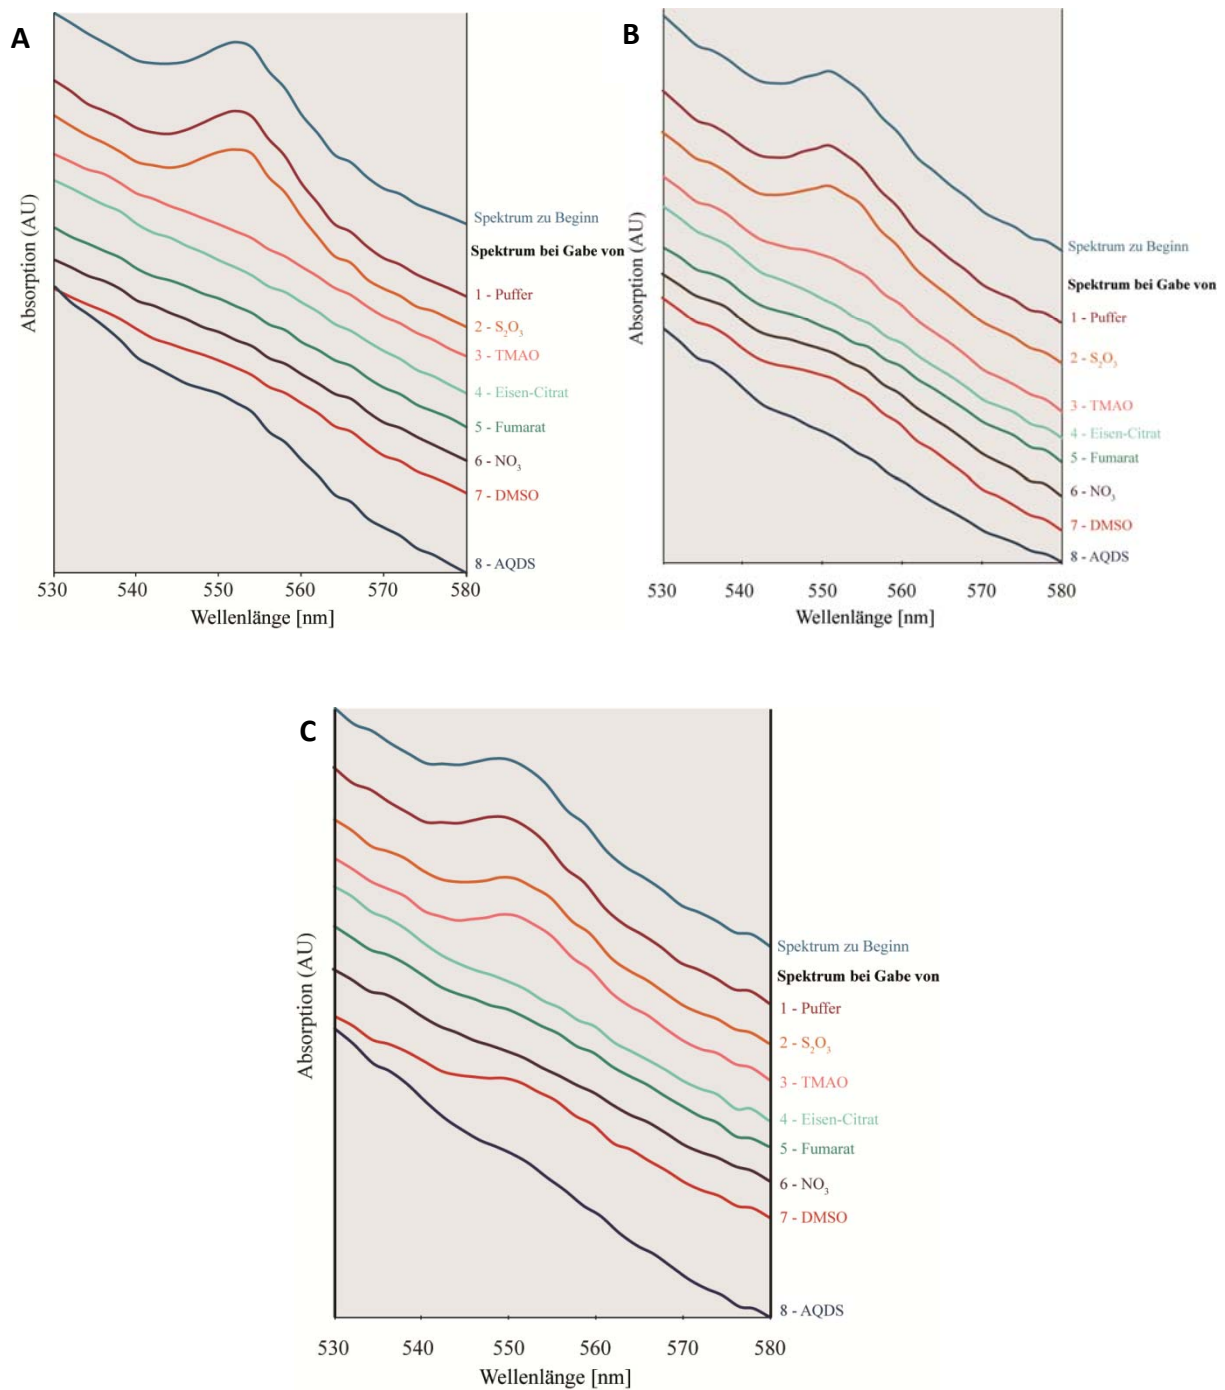 A
Absorption (AU)
Spektrum zu Beginn
Spektrum bei Gabe von
1 - Puffer
2 - S₂O₃
3 - TMAO
4 - Eisen-Citrat
5 - Fumarat
6 - NO₃
7 - DMSO
8 - AQDS
530 540 550 560 570 580
Wellenlänge [nm]
B
Absorption (AU)
Spektrum zu Beginn
Spektrum bei Gabe von
1 - Puffer
2 - S₂O₃
3 - TMAO
4 - Eisen-Citrat
5 - Fumarat
6 - NO₃
7 - DMSO
8 - AQDS
530 540 550 560 570 580
Wellenlänge [nm]
C
Absorption (AU)
Spektrum zu Beginn
Spektrum bei Gabe von
1 - Puffer
2 - S₂O₃
3 - TMAO
4 - Eisen-Citrat
5 - Fumarat
6 - NO₃
7 - DMSO
8 - AQDS
530 540 550 560 570 580
Wellenlänge [nm]